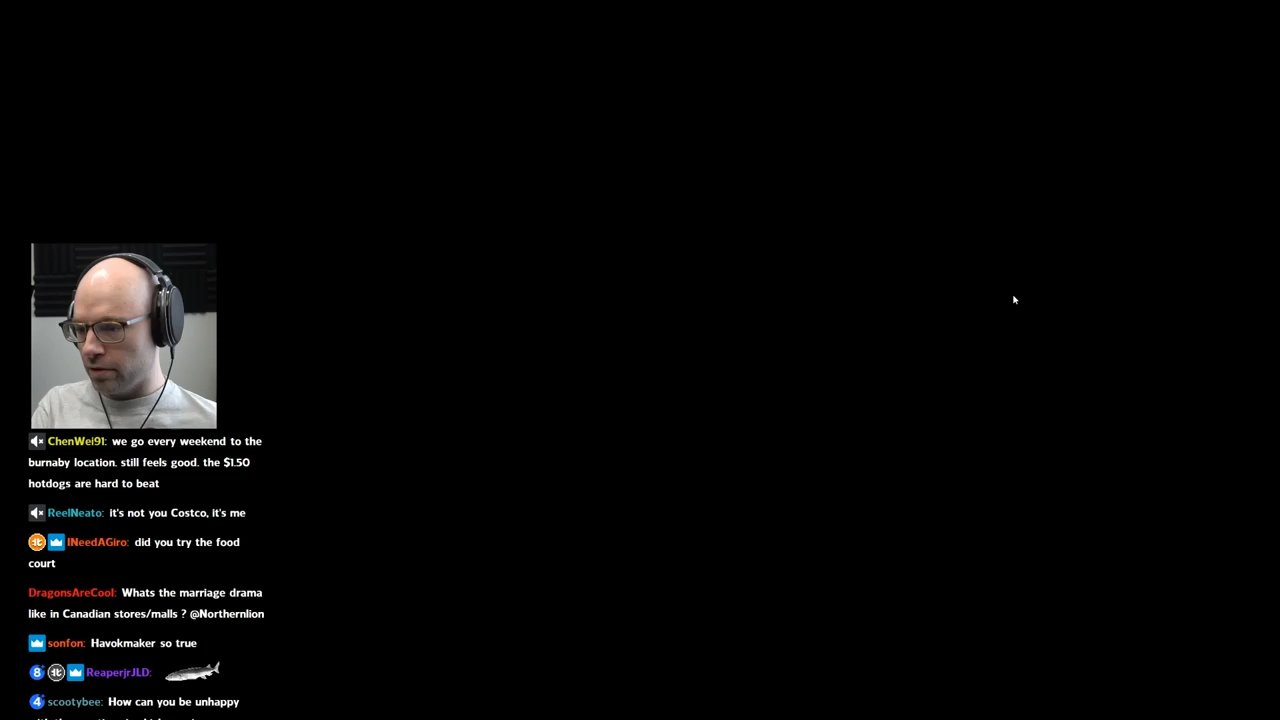 ChenWei91: we go every weekend to the
burnaby location. still feels good. the $1.50
hotdogs are hard to beat
ReelNeato: it's not you Costco, it's me
INeedAGiro: did you try the food
court
DragonsAreCool: Whats the marriage drama
like in Canadian stores/malls ? @Northernlion
sonfon: Havokmaker so true
8 ReaperjrJLD:
4 scootybee: How can you be unhappy